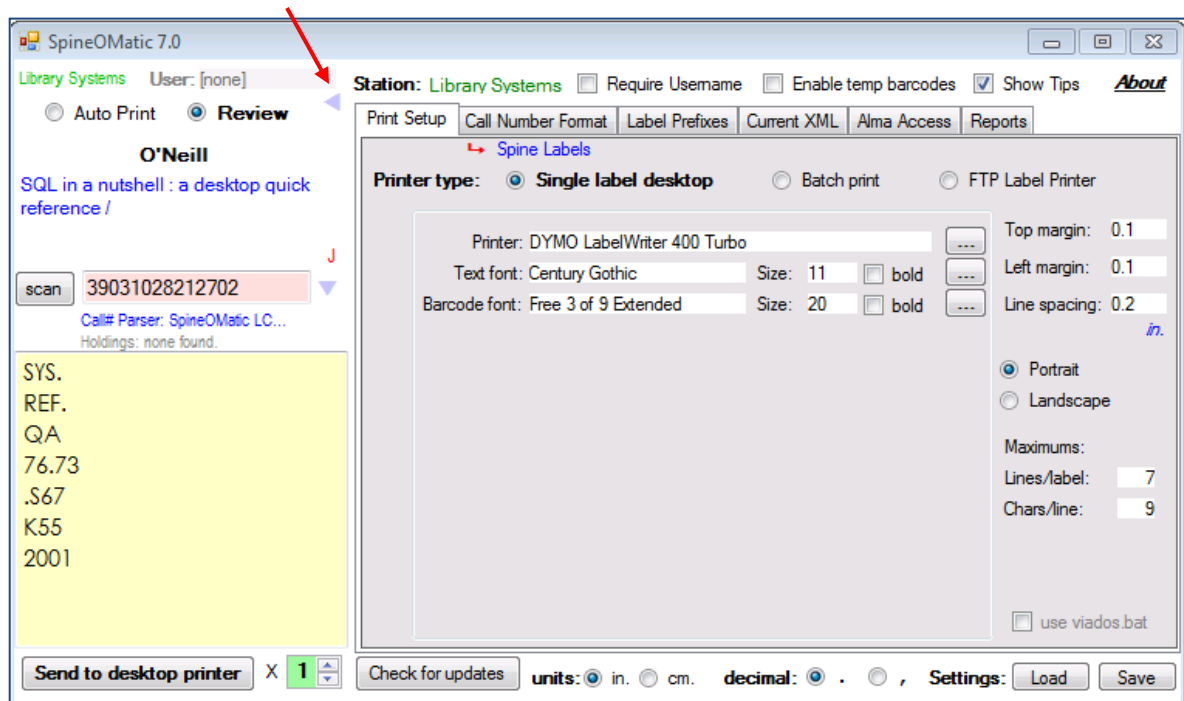 SpineOMatic 7.0
Library Systems User: [none]
Auto Print Review
O'Neill
SQL in a nutshell : a desktop quick
reference /
J
scan 39031028212702
Call# Parser: SpineOMatic LC...
Holdings: none found.
SYS.
REF.
QA
76.73
.S67
K55
2001
Send to desktop printer X 1
Station: Library Systems Require Username Enable temp barcodes Show Tips About
Print Setup Call Number Format Label Prefixes Current XML Alma Access Reports
Spine Labels
Printer type: Single label desktop Batch print FTP Label Printer
Printer: DYMO LabelWriter 400 Turbo ...
Text font: Century Gothic Size: 11 bold ...
Barcode font: Free 3 of 9 Extended Size: 20 bold ...
Top margin: 0.1
Left margin: 0.1
Line spacing: 0.2
in.
Portrait
Landscape
Maximums:
Lines/label: 7
Chars/line: 9
use viados.bat
Check for updates units: in. cm. decimal: . , Settings: Load Save